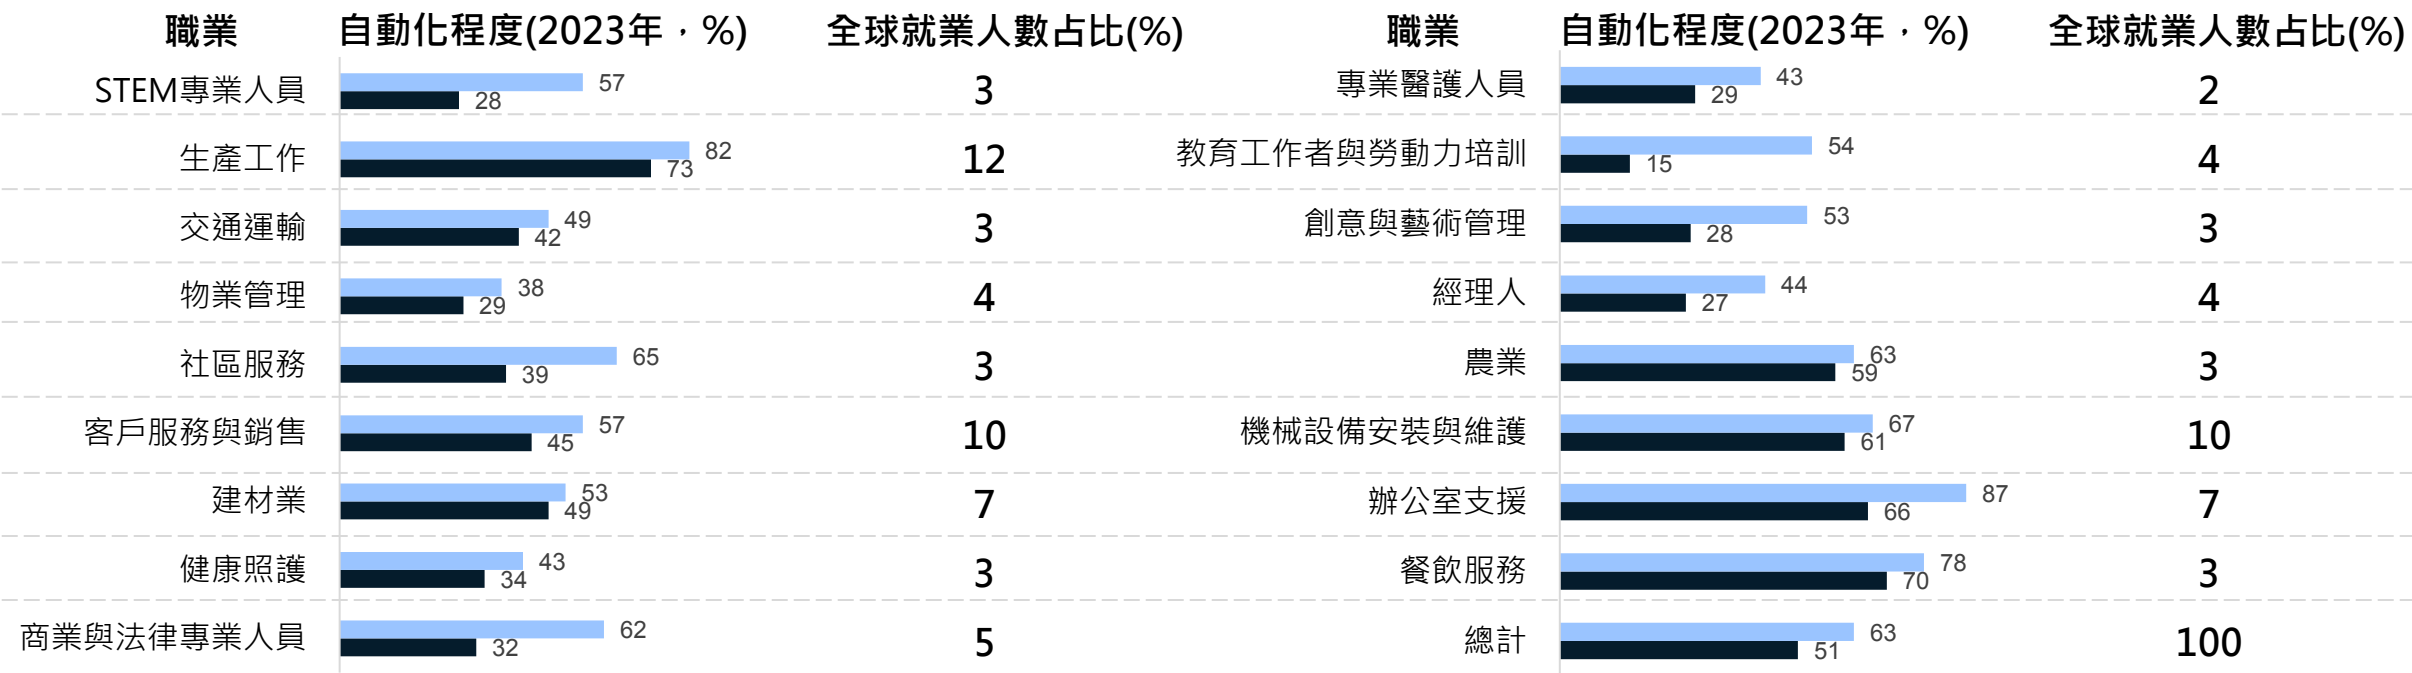 職業 自動化程度(2023年，%) 全球就業人數占比(%)
STEM專業人員 57 28 3
生產工作 82 73 12
交通運輸 49 42 3
物業管理 38 29 4
社區服務 65 39 3
客戶服務與銷售 57 45 10
建材業 53 49 7
健康照護 43 34 3
商業與法律專業人員 62 32 5
職業 自動化程度(2023年，%) 全球就業人數占比(%)
專業醫護人員 43 29 2
教育工作者與勞動力培訓 54 15 4
創意與藝術管理 53 28 3
經理人 44 27 4
農業 63 59 3
機械設備安裝與維護 67 61 10
辦公室支援 87 66 7
餐飲服務 78 70 3
總計 63 51 100